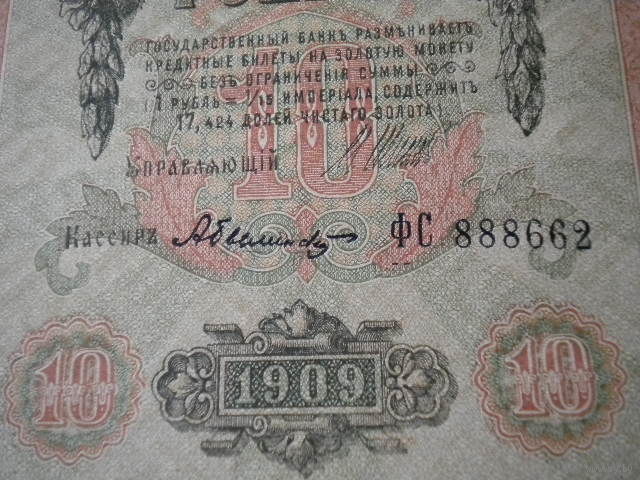 ГОСУДАРСТВЕННЫЙ БАНКЪ РАЗМѢНИВАЕТЪ
КРЕДИТНЫЕ БИЛЕТЫ НА ЗОЛОТУЮ МОНЕТУ
БЕЗЪ ОГРАНИЧЕНІЯ СУММЫ
(1 РУБЛЬ = 1/15 ИМПЕРІАЛА, СОДЕРЖИТЪ
17,424 ДОЛЕЙ ЧИСТАГО ЗОЛОТА)
10
УПРАВЛЯЮЩІЙ
Кассиръ
ФС 888662
10 1909 10